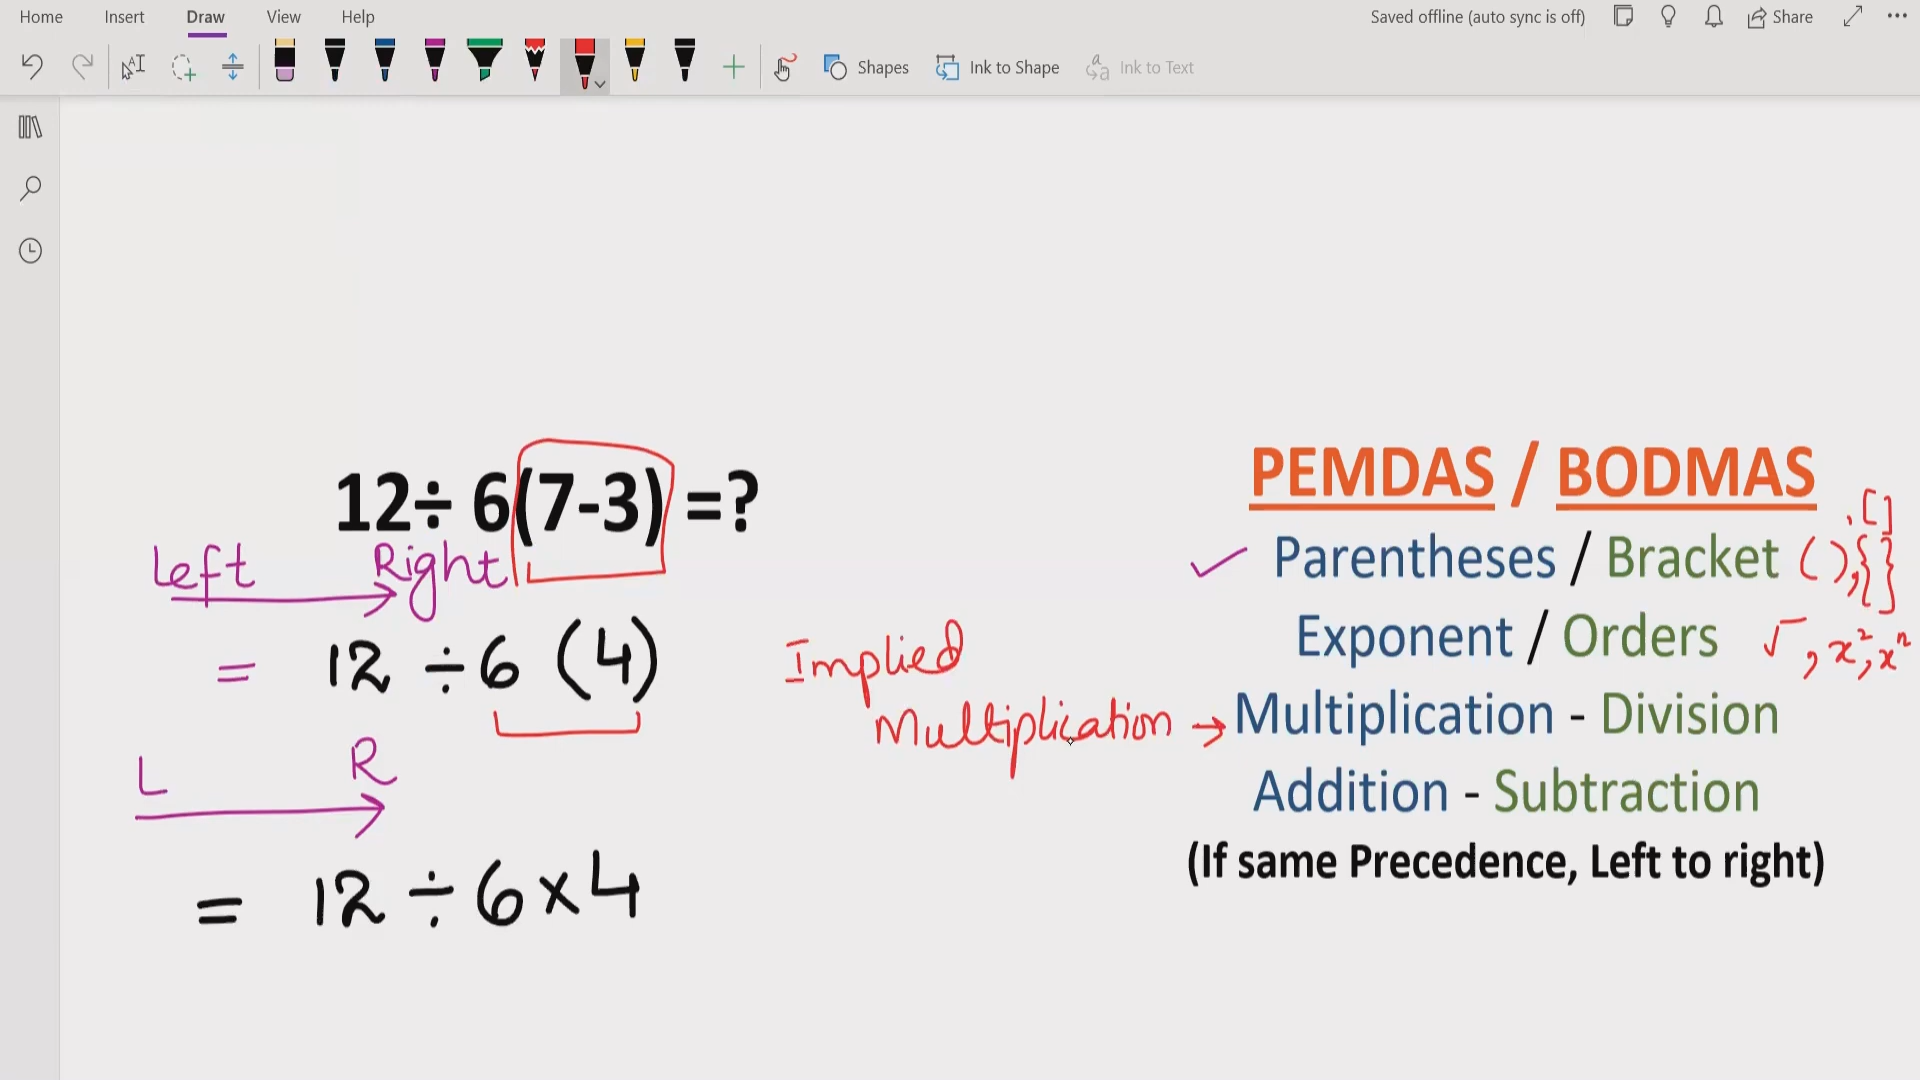 Home Insert Draw View Help Saved offline (auto sync is off) Share
Shapes Ink to Shape Ink to Text
12÷ 6(7-3) =?
Left Right
= 12 ÷ 6 (4)
L R
= 12 ÷ 6 × 4
Implied
Multiplication →
PEMDAS / BODMAS
, [ ]
✓ Parentheses / Bracket ( ), { }
Exponent / Orders √ , x², xⁿ
Multiplication - Division
Addition - Subtraction
(If same Precedence, Left to right)